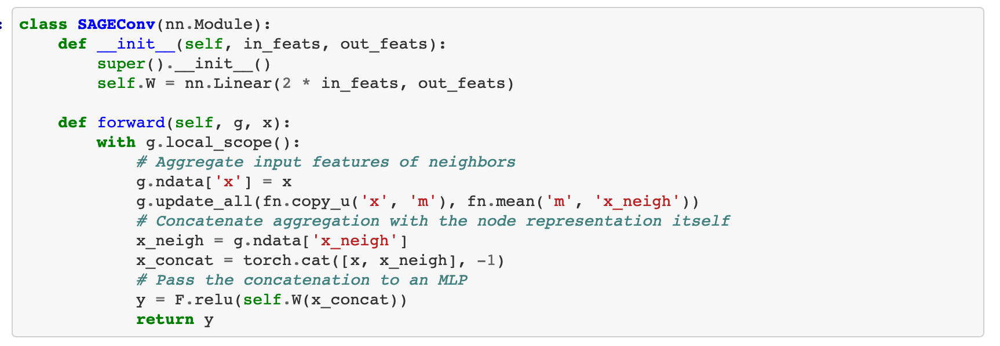 : class SAGEConv(nn.Module):
    def __init__(self, in_feats, out_feats):
        super().__init__()
        self.W = nn.Linear(2 * in_feats, out_feats)

    def forward(self, g, x):
        with g.local_scope():
            # Aggregate input features of neighbors
            g.ndata['x'] = x
            g.update_all(fn.copy_u('x', 'm'), fn.mean('m', 'x_neigh'))
            # Concatenate aggregation with the node representation itself
            x_neigh = g.ndata['x_neigh']
            x_concat = torch.cat([x, x_neigh], -1)
            # Pass the concatenation to an MLP
            y = F.relu(self.W(x_concat))
            return y